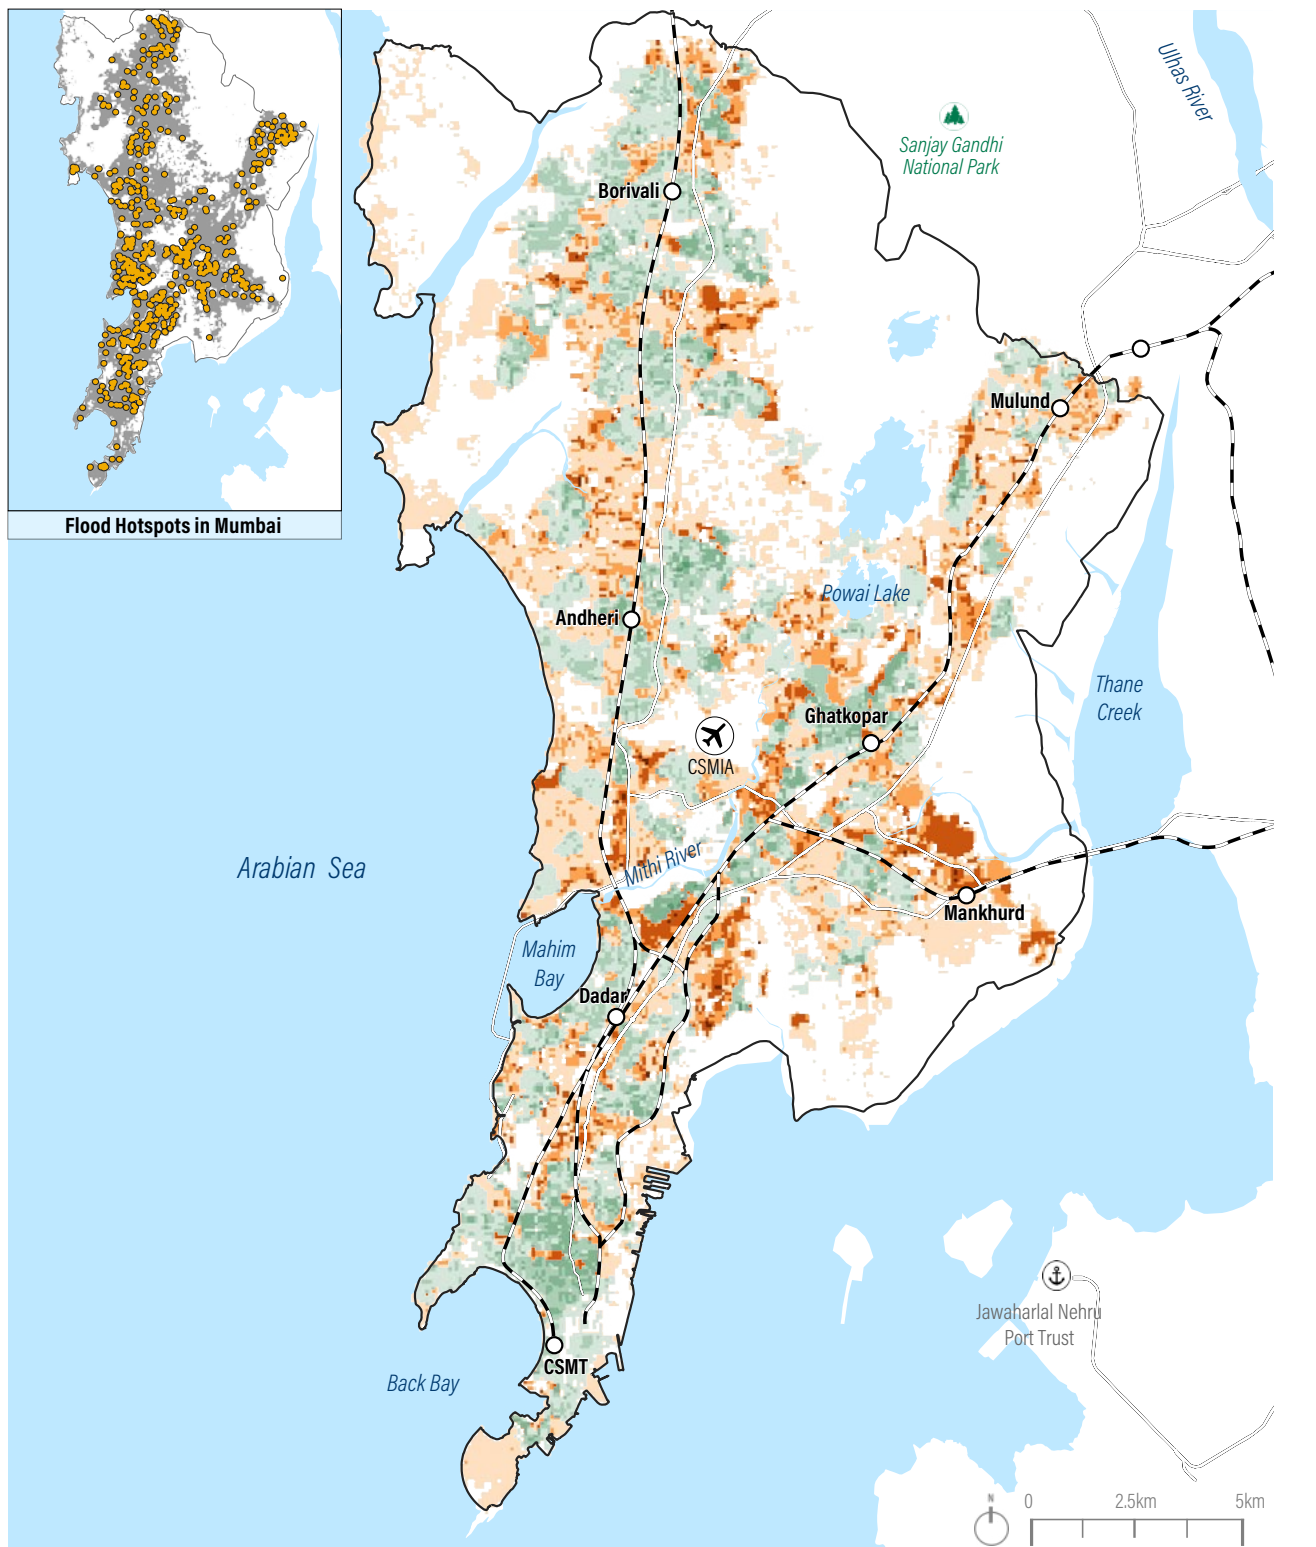 Flood Hotspots in Mumbai
Ulhas River
Sanjay Gandhi
National Park
Borivali
Mulund
Powai Lake
Andheri
Thane
Creek
Ghatkopar
CSMIA
Mithi River
Arabian Sea
Mankhurd
Mahim
Bay
Dadar
Jawaharlal Nehru
Port Trust
CSMT
Back Bay
N
0 2.5km 5km